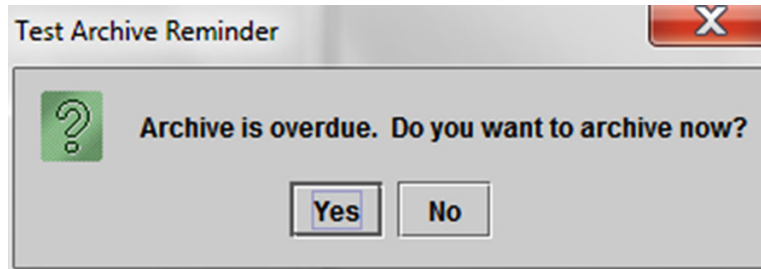 Test Archive Reminder
Archive is overdue.  Do you want to archive now?
Yes
No